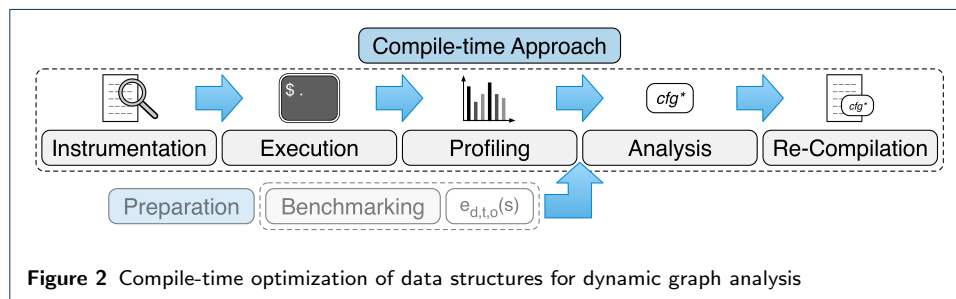 Compile-time Approach
$ .
cfg*
cfg*
Instrumentation Execution Profiling Analysis Re-Compilation
Preparation Benchmarking e_d,t,o(s)
Figure 2 Compile-time optimization of data structures for dynamic graph analysis